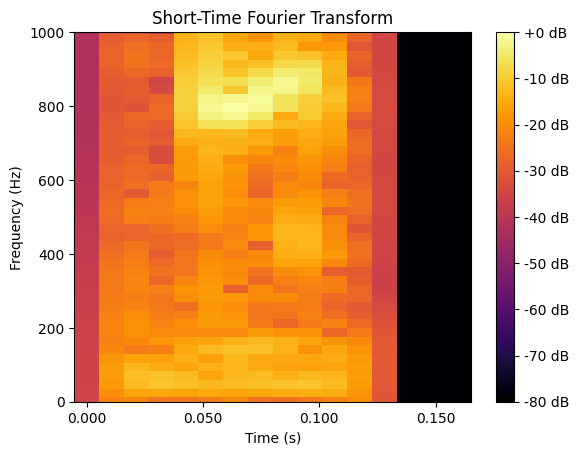 Short-Time Fourier Transform
Frequency (Hz)
1000
800
600
400
200
0
0.000
0.050
0.100
0.150
Time (s)
+0 dB
-10 dB
-20 dB
-30 dB
-40 dB
-50 dB
-60 dB
-70 dB
-80 dB